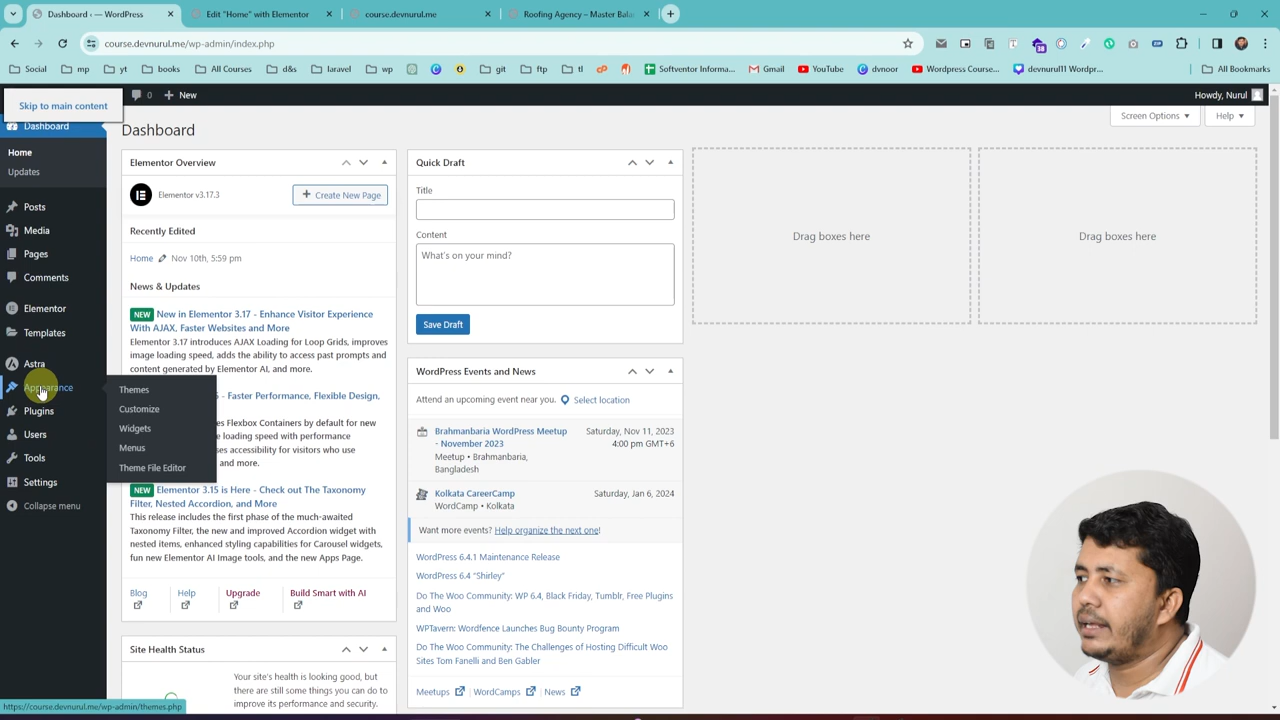 Dashboard ‹ — WordPress
Edit "Home" with Elementor
course.devnurul.me
Roofing Agency – Master Bala
course.devnurul.me/wp-admin/index.php
Social
mp
yt
books
All Courses
d&s
laravel
wp
git
ftp
tl
Softventor Informa...
Gmail
YouTube
dvnoor
Wordpress Course...
devnurul11 Wordpr...
All Bookmarks
38
Skip to main content
0
New
Howdy, Nurul
Dashboard
Home
Updates
Posts
Media
Pages
Comments
Elementor
Templates
Astra
Appearance
Plugins
Users
Tools
Settings
Collapse menu
Themes
Customize
Widgets
Menus
Theme File Editor
Dashboard
Screen Options
Help
Elementor Overview
Elementor v3.17.3
Create New Page
Recently Edited
Home Nov 10th, 5:59 pm
News & Updates
NEW New in Elementor 3.17 - Enhance Visitor Experience
With AJAX, Faster Websites and More
Elementor 3.17 introduces AJAX Loading for Loop Grids, improves
image loading speed, adds the ability to access past prompts and
content generated by Elementor AI, and more.
- Faster Performance, Flexible Design,
es Flexbox Containers by default for new
e loading speed with performance
ses accessibility for visitors who use
and more.
NEW Elementor 3.15 is Here - Check out The Taxonomy
Filter, Nested Accordion, and More
This release includes the first phase of the much-awaited
Taxonomy Filter, the new and improved Accordion widget with
nested items, enhanced styling capabilities for Carousel widgets,
fun new Elementor AI Image tools, and the new Apps Page.
Blog
Help
Upgrade
Build Smart with AI
Site Health Status
Your site's health is looking good, but
there are still some things you can do to
improve its performance and security.
Quick Draft
Title
Content
What's on your mind?
Save Draft
WordPress Events and News
Attend an upcoming event near you. Select location
Brahmanbaria WordPress Meetup
- November 2023
Meetup • Brahmanbaria,
Bangladesh
Saturday, Nov 11, 2023
4:00 pm GMT+6
Kolkata CareerCamp
WordCamp • Kolkata
Saturday, Jan 6, 2024
Want more events? Help organize the next one!
WordPress 6.4.1 Maintenance Release
WordPress 6.4 "Shirley"
Do The Woo Community: WP 6.4, Black Friday, Tumblr, Free Plugins
and Woo
WPTavern: Wordfence Launches Bug Bounty Program
Do The Woo Community: The Challenges of Hosting Difficult Woo
Sites Tom Fanelli and Ben Gabler
Meetups
WordCamps
News
Drag boxes here
Drag boxes here
https://course.devnurul.me/wp-admin/themes.php